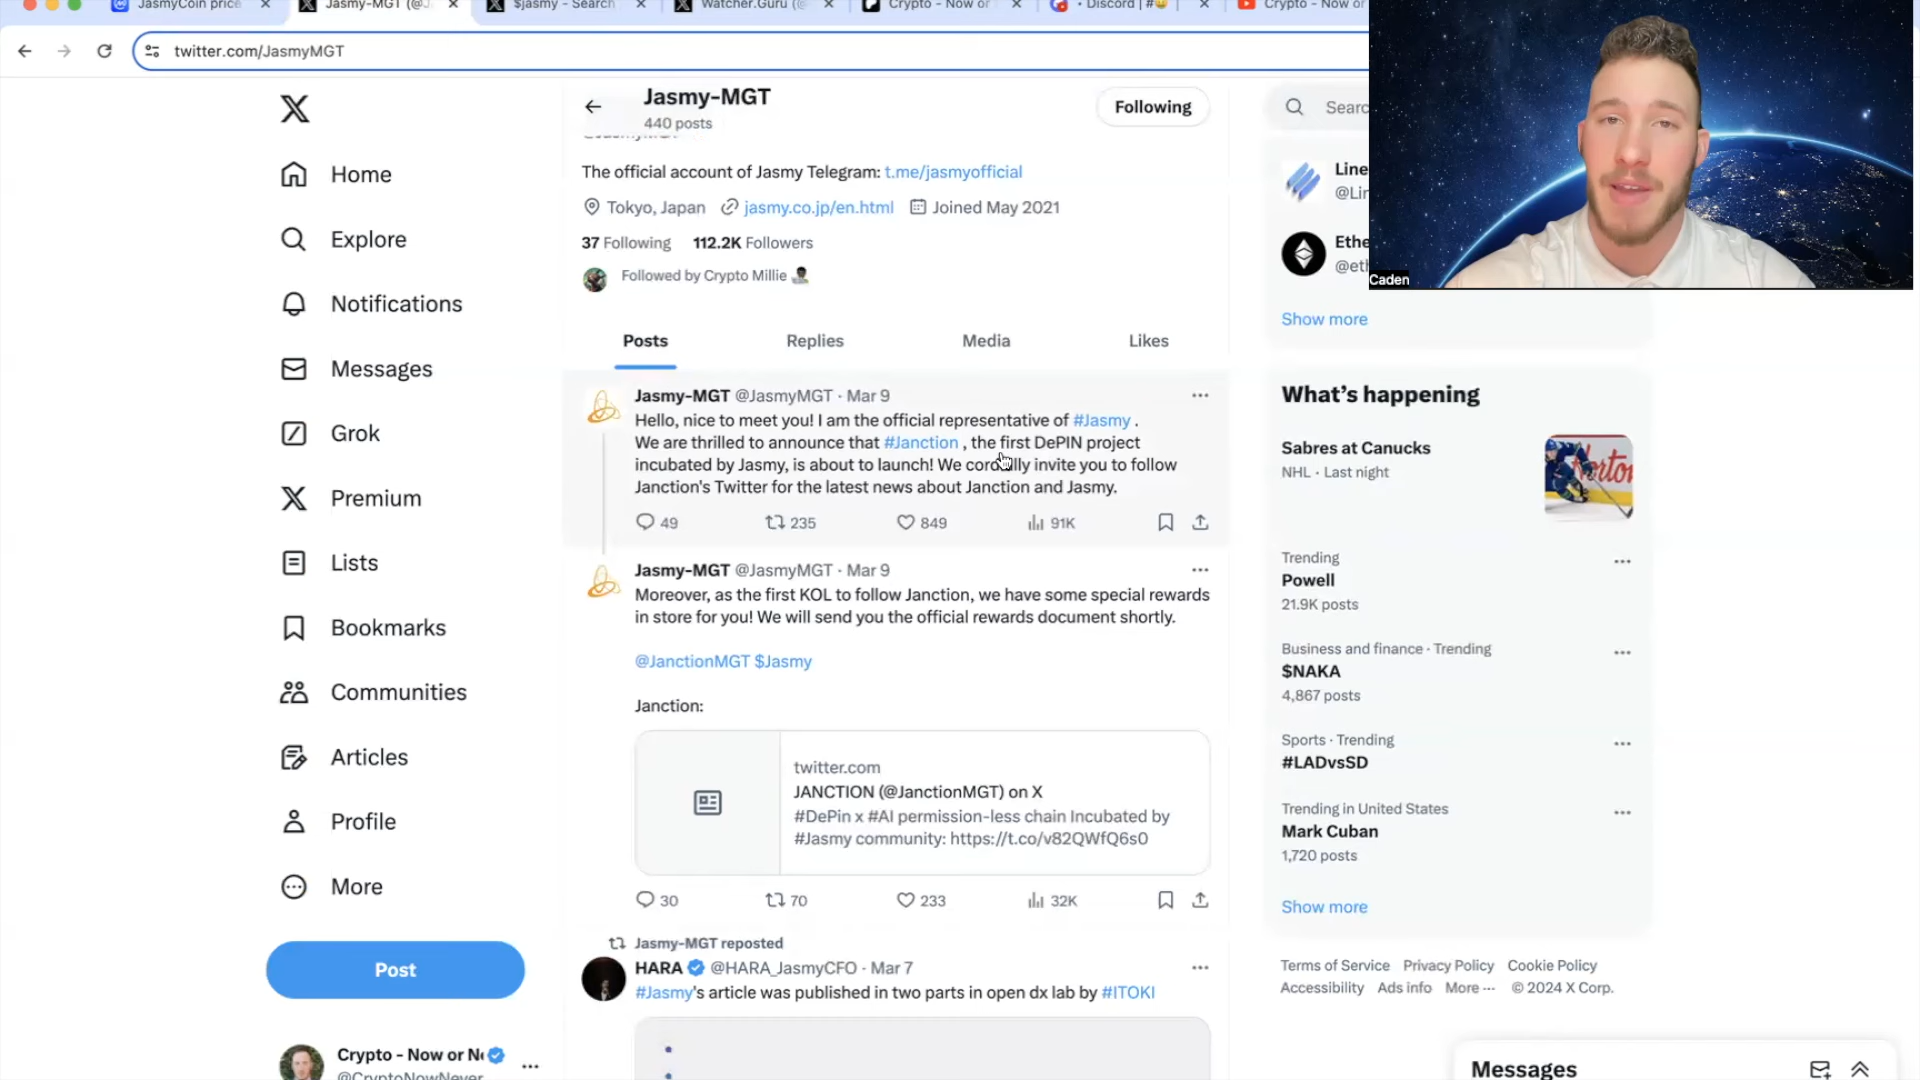 JasmyCoin price
Jasmy-MGT (@J
$jasmy - Search
Watcher.Guru (@
Crypto - Now or
• Discord | #
Crypto - Now or
twitter.com/JasmyMGT
Jasmy-MGT
440 posts
Following
The official account of Jasmy Telegram: t.me/jasmyofficial
Tokyo, Japan jasmy.co.jp/en.html Joined May 2021
37 Following 112.2K Followers
Followed by Crypto Millie
Posts Replies Media Likes
Home
Explore
Notifications
Messages
Grok
Premium
Lists
Bookmarks
Communities
Articles
Profile
More
Post
Crypto - Now or N
@CryptoNowNever
Jasmy-MGT @JasmyMGT · Mar 9
Hello, nice to meet you! I am the official representative of #Jasmy .
We are thrilled to announce that #Janction , the first DePIN project
incubated by Jasmy, is about to launch! We cordially invite you to follow
Janction's Twitter for the latest news about Janction and Jasmy.
49 235 849 91K
Jasmy-MGT @JasmyMGT · Mar 9
Moreover, as the first KOL to follow Janction, we have some special rewards
in store for you! We will send you the official rewards document shortly.
@JanctionMGT $Jasmy
Janction:
twitter.com
JANCTION (@JanctionMGT) on X
#DePin x #AI permission-less chain Incubated by
#Jasmy community: https://t.co/v82QWfQ6s0
30 70 233 32K
Jasmy-MGT reposted
HARA @HARA_JasmyCFO · Mar 7
#Jasmy's article was published in two parts in open dx lab by #ITOKI
Searc
Line
@Lir
Ethe
@eth
Caden
Show more
What’s happening
Sabres at Canucks
NHL · Last night
Trending
Powell
21.9K posts
Business and finance · Trending
$NAKA
4,867 posts
Sports · Trending
#LADvsSD
Trending in United States
Mark Cuban
1,720 posts
Show more
Terms of Service Privacy Policy Cookie Policy
Accessibility Ads info More ··· © 2024 X Corp.
Messages